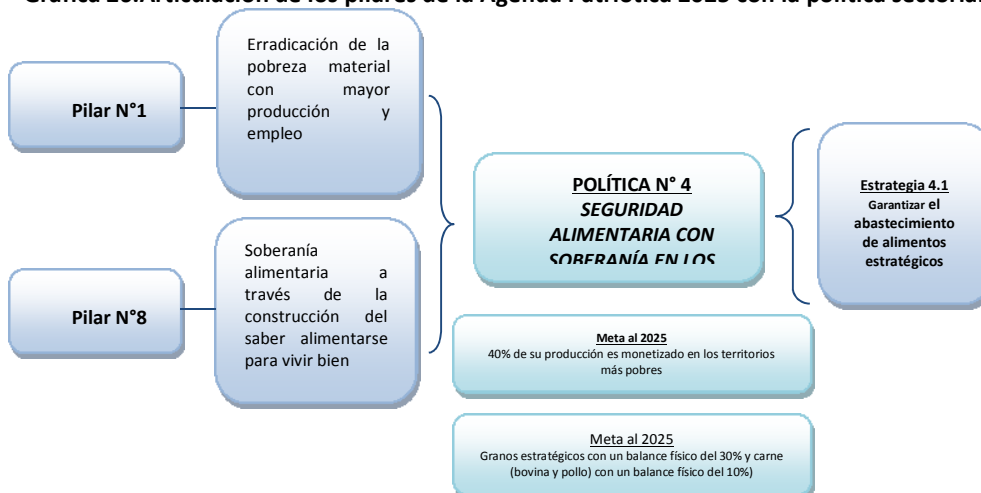 Gráfica 20.Articulación de los pilares de la Agenda Patriótica 2025 con la política sectorial
Pilar N°1
Erradicación de la
pobreza material
con mayor
producción y
empleo
Pilar N°8
Soberanía
alimentaria a
través de la
construcción del
saber alimentarse
para vivir bien
POLÍTICA N° 4
SEGURIDAD
ALIMENTARIA CON
SOBERANÍA EN LOS
Meta al 2025
40% de su producción es monetizado en los territorios
más pobres
Meta al 2025
Granos estratégicos con un balance físico del 30% y carne
(bovina y pollo) con un balance físico del 10%)
Estrategia 4.1
Garantizar el
abastecimiento
de alimentos
estratégicos